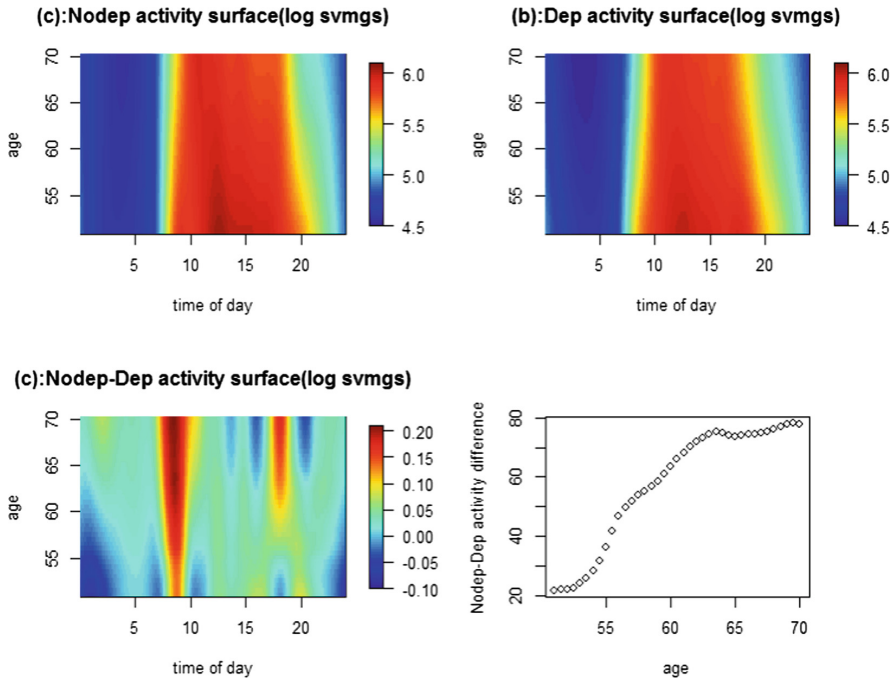 (c):Nodep activity surface(log svmgs)
age
70
65
60
55
5 10 15 20
time of day
6.0
5.5
5.0
4.5
(b):Dep activity surface(log svmgs)
age
70
65
60
55
5 10 15 20
time of day
6.0
5.5
5.0
4.5
(c):Nodep-Dep activity surface(log svmgs)
age
70
65
60
55
5 10 15 20
time of day
0.20
0.15
0.10
0.05
0.00
-0.05
-0.10
Nodep-Dep activity difference
80
60
40
20
55 60 65 70
age